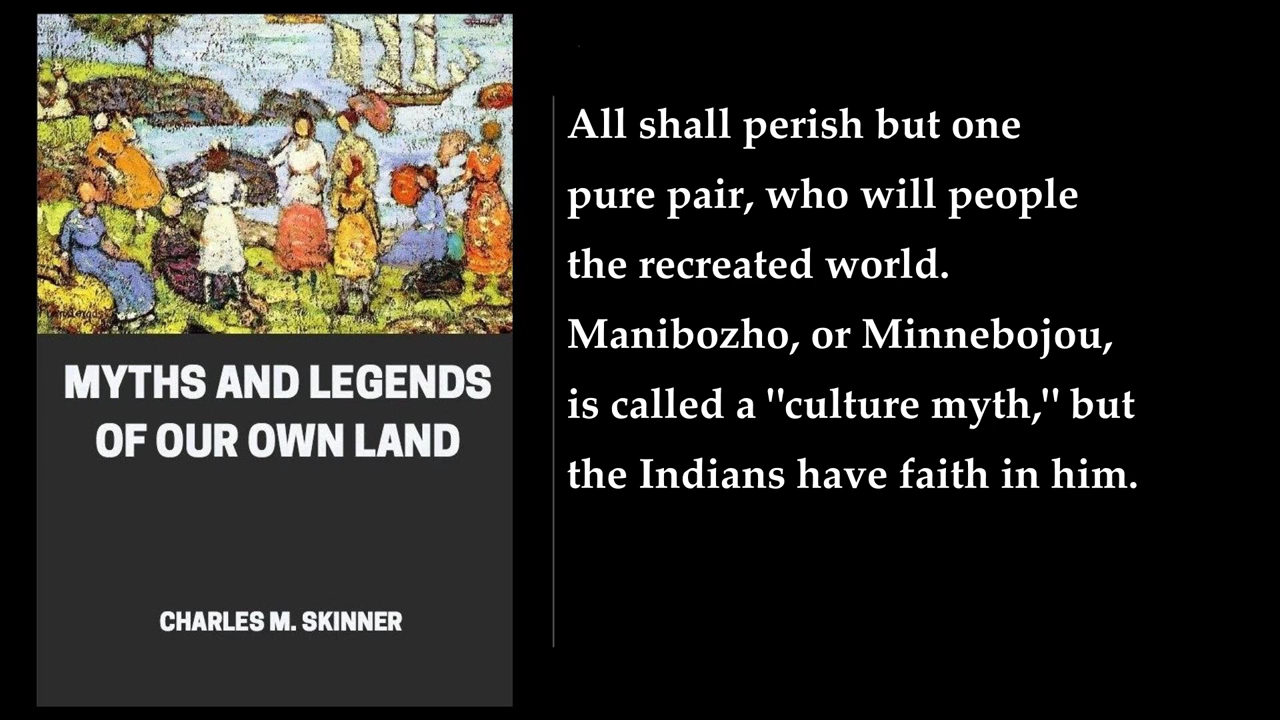 MYTHS AND LEGENDS
OF OUR OWN LAND
CHARLES M. SKINNER
All shall perish but one
pure pair, who will people
the recreated world.
Manibozho, or Minnebojou,
is called a "culture myth," but
the Indians have faith in him.